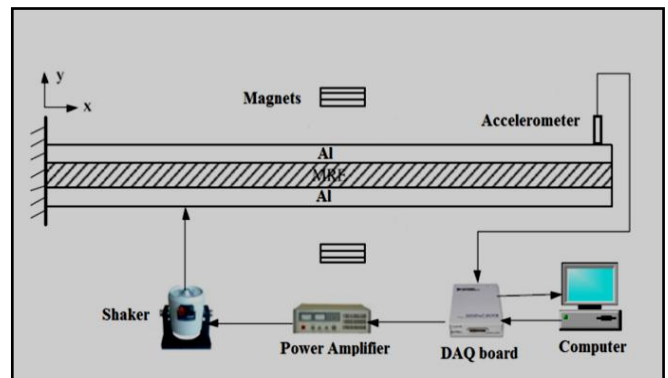 y
x
Magnets
Accelerometer
Al
MRF
Al
Shaker
Power Amplifier
DAQ board
Computer